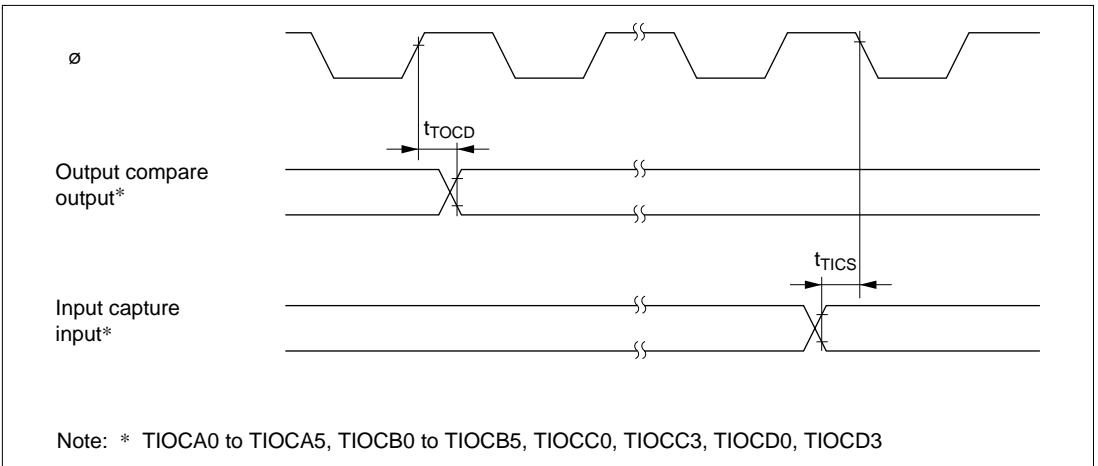 ø
tTOCD
Output compare
output*
tTICS
Input capture
input*
Note: * TIOCA0 to TIOCA5, TIOCB0 to TIOCB5, TIOCC0, TIOCC3, TIOCD0, TIOCD3